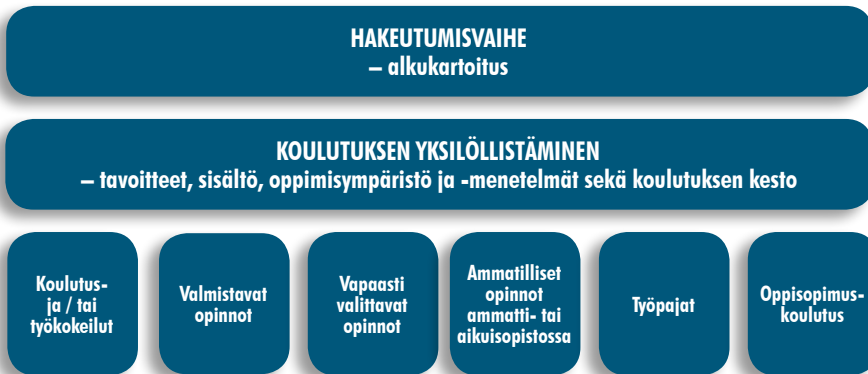 HAKEUTUMISVAIHE
– alkukartoitus
KOULUTUKSEN YKSILÖLLISTÄMINEN
– tavoitteet, sisältö, oppimisympäristö ja -menetelmät sekä koulutuksen kesto
Koulutus-
ja / tai
työkokeilut
Valmistavat
opinnot
Vapaasti
valittavat
opinnot
Ammatilliset
opinnot
ammatti- tai
aikuisopistossa
Työpajat
Oppisopimus-
koulutus